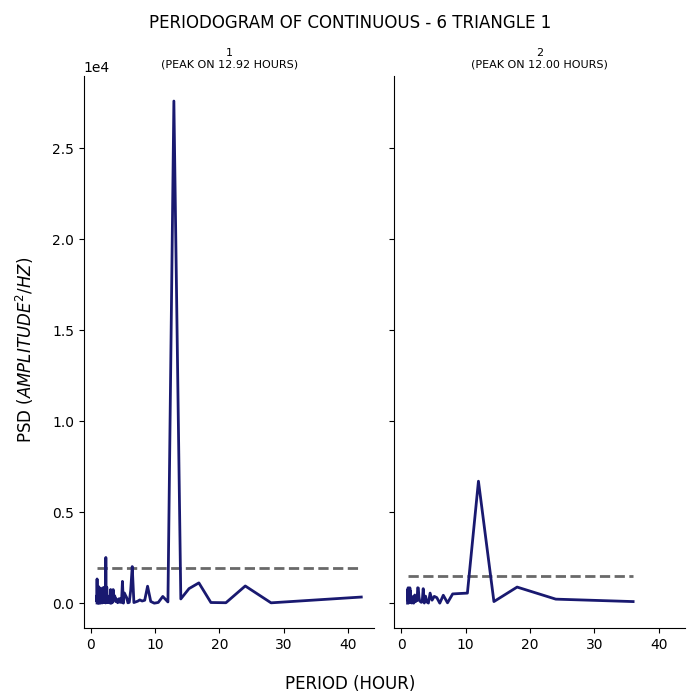 PERIODOGRAM OF CONTINUOUS - 6 TRIANGLE 1
1
(PEAK ON 12.92 HOURS)
2
(PEAK ON 12.00 HOURS)
1e4
2.5
2.0
1.5
1.0
0.5
0.0
PSD (AMPLITUDE²/HZ)
0 10 20 30 40
0 10 20 30 40
PERIOD (HOUR)